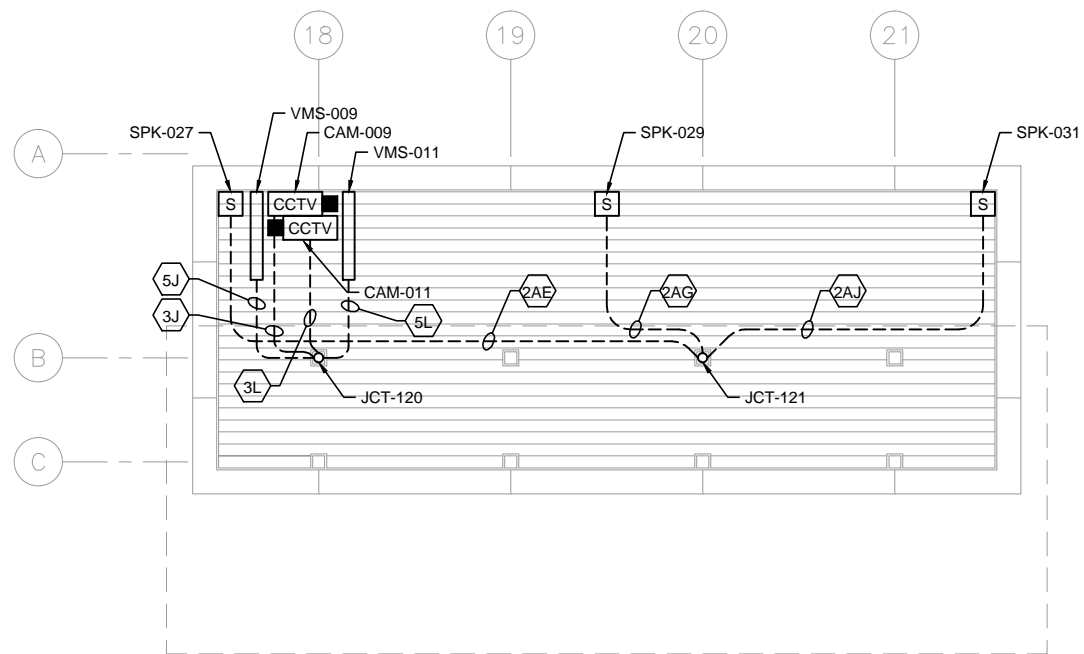 18
19
20
21
VMS-009
SPK-027
CAM-009
SPK-029
SPK-031
VMS-011
A
S
CCTV
S
S
CCTV
5J
CAM-011
2AE
2AG
2AJ
3J
5L
B
3L
JCT-120
JCT-121
C